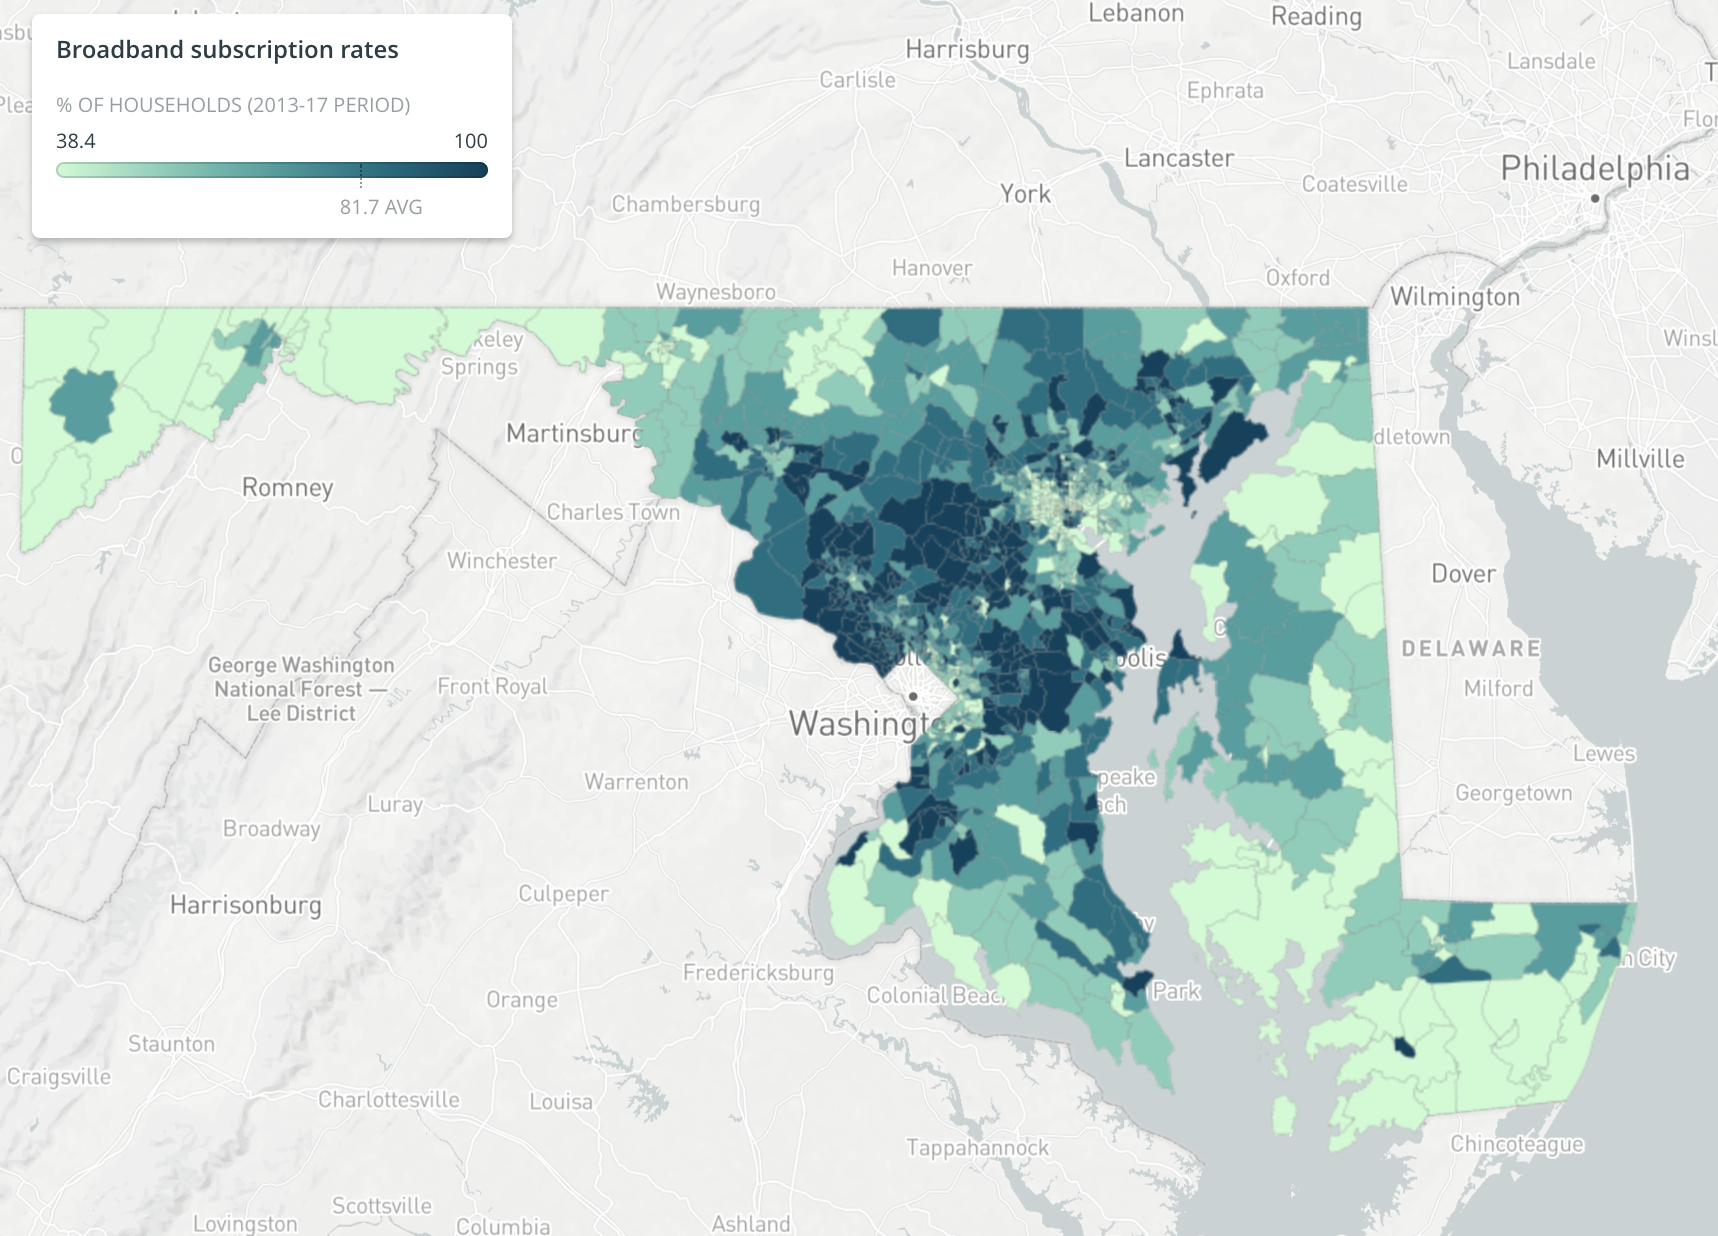 Broadband subscription rates
% OF HOUSEHOLDS (2013-17 PERIOD)
38.4
100
81.7 AVG
Lebanon
Reading
Harrisburg
Carlisle
Lansdale
Ephrata
Lancaster
Philadelphia
Coatesville
York
Chambersburg
Hanover
Oxford
Waynesboro
Wilmington
keley
Springs
Martinsburg
dletown
Millville
Romney
Charles Town
Winchester
Dover
DELAWARE
George Washington
National Forest —
Lee District
Front Royal
polis
Milford
Washingto
Lewes
Warrenton
peake
ach
Georgetown
Luray
Broadway
Culpeper
Harrisonburg
Fredericksburg
n City
Colonial Beac
Park
Orange
Staunton
Craigsville
Charlottesville
Louisa
Tappahannock
Chincoteague
Scottsville
Lovingston
Columbia
Ashland